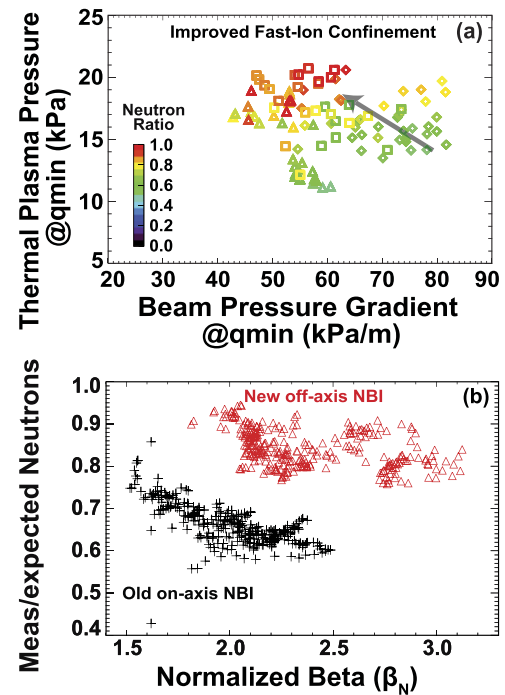 Improved Fast-Ion Confinement
(a)
Thermal Plasma Pressure
@qmin (kPa)
25
20
15
10
5
Neutron
Ratio
1.0
0.8
0.6
0.4
0.2
0.0
20 30 40 50 60 70 80 90
Beam Pressure Gradient
@qmin (kPa/m)
Meas/expected Neutrons
1.0
0.9
0.8
0.7
0.6
0.5
0.4
New off-axis NBI
(b)
Old on-axis NBI
1.5 2.0 2.5 3.0
Normalized Beta (βN)